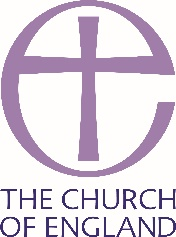 THE CHURCH
OF ENGLAND